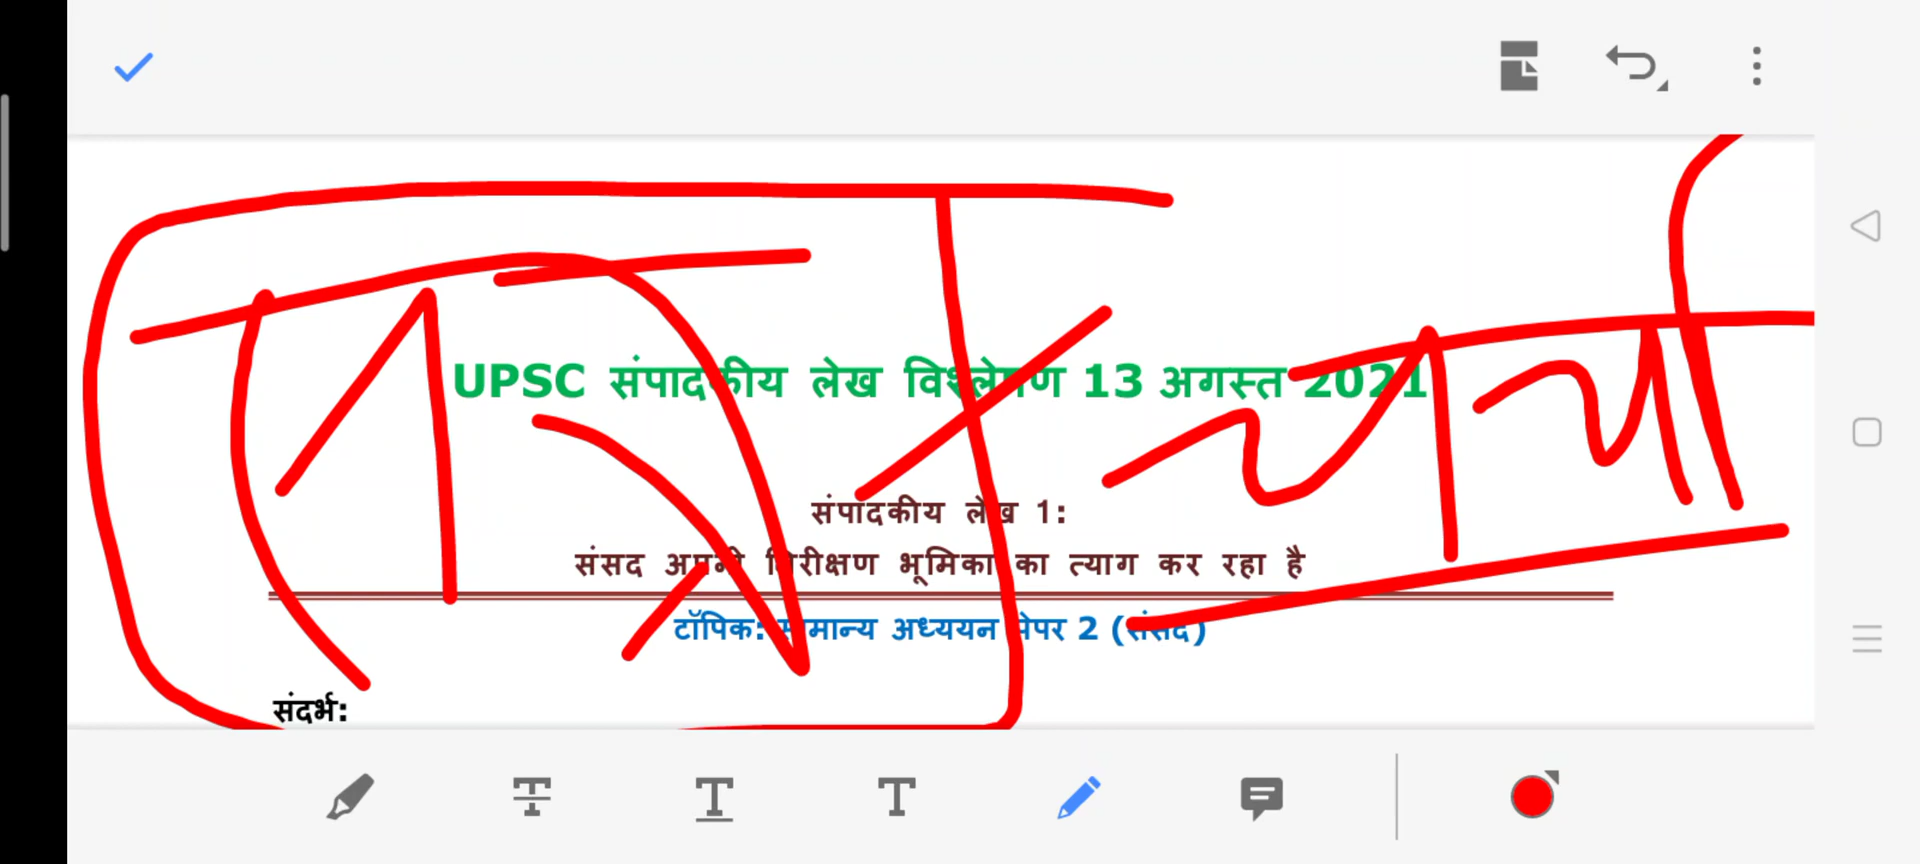 UPSC संपादकीय लेख विश्लेषण 13 अगस्त 2021
संपादकीय लेख 1:
संसद अपनी निरीक्षण भूमिका का त्याग कर रहा है
टॉपिक: सामान्य अध्ययन पेपर 2 (संसद)
संदर्भ: